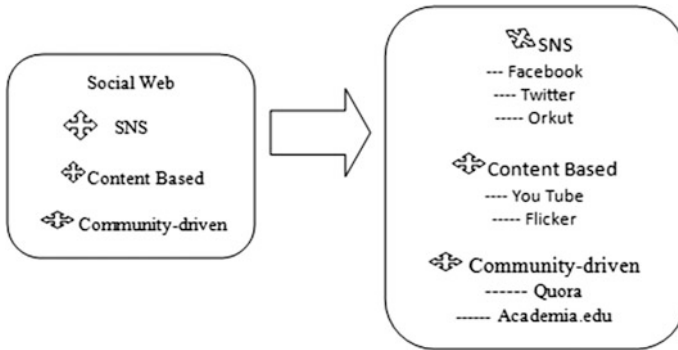 Social Web
SNS
Content Based
Community-driven
SNS
--- Facebook
---- Twitter
----- Orkut
Content Based
---- You Tube
----- Flicker
Community-driven
------ Quora
------ Academia.edu